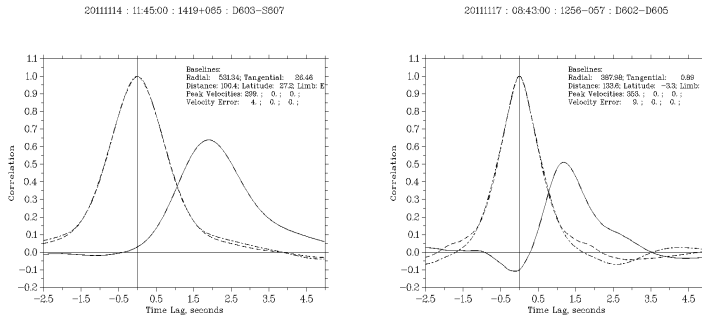 20111114 : 11:45:00 : 1419+065 : D603-S607
Baselines:
Radial: 531.34; Tangential: 26.46
Distance: 100.4; Latitude: 27.2; Limb: E
Peak Velocities: 299. ; 0. ; 0. ;
Velocity Error: 4. ; 0. ; 0. ;
1.1
1.0
0.9
0.8
0.7
0.6
0.5
0.4
0.3
0.2
0.1
0.0
−0.1
−0.2
Correlation
−2.5 −1.5 −0.5 0.5 1.5 2.5 3.5 4.5
Time Lag, seconds
20111117 : 08:43:00 : 1256-057 : D602-D605
Baselines:
Radial: 387.98; Tangential: 0.89
Distance: 133.6; Latitude: −3.3; Limb:
Peak Velocities: 353. ; 0. ; 0. ;
Velocity Error: 9. ; 0. ; 0. ;
1.1
1.0
0.9
0.8
0.7
0.6
0.5
0.4
0.3
0.2
0.1
0.0
−0.1
−0.2
Correlation
−2.5 −1.5 −0.5 0.5 1.5 2.5 3.5 4.5
Time Lag, seconds